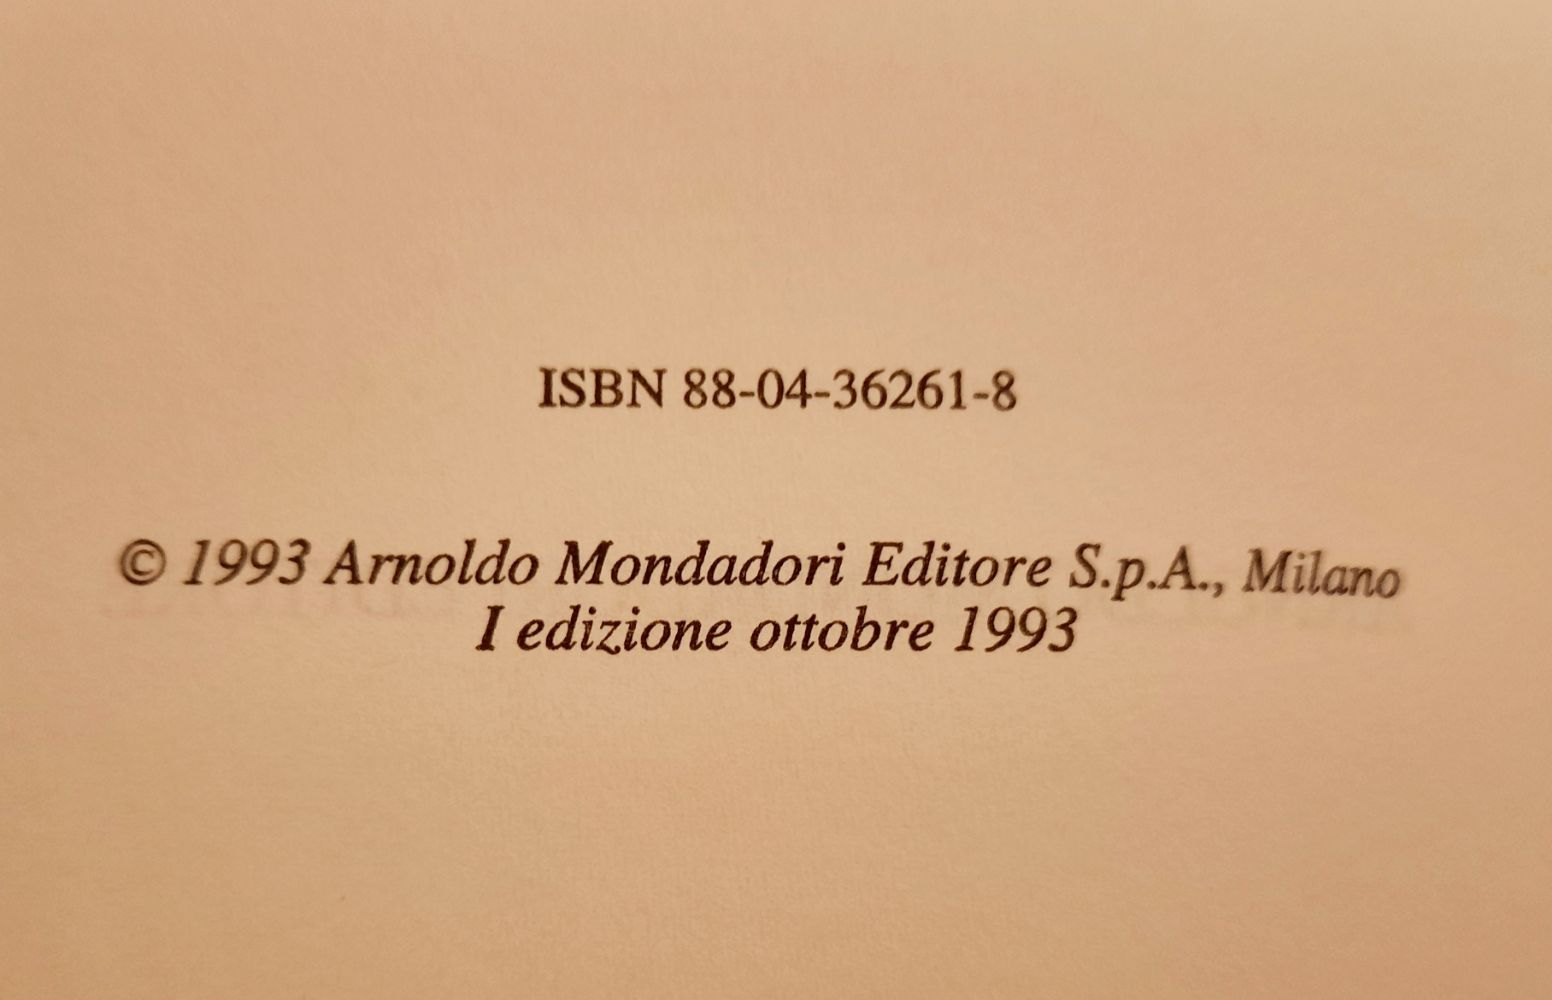 ISBN 88-04-36261-8
© 1993 Arnoldo Mondadori Editore S.p.A., Milano
I edizione ottobre 1993